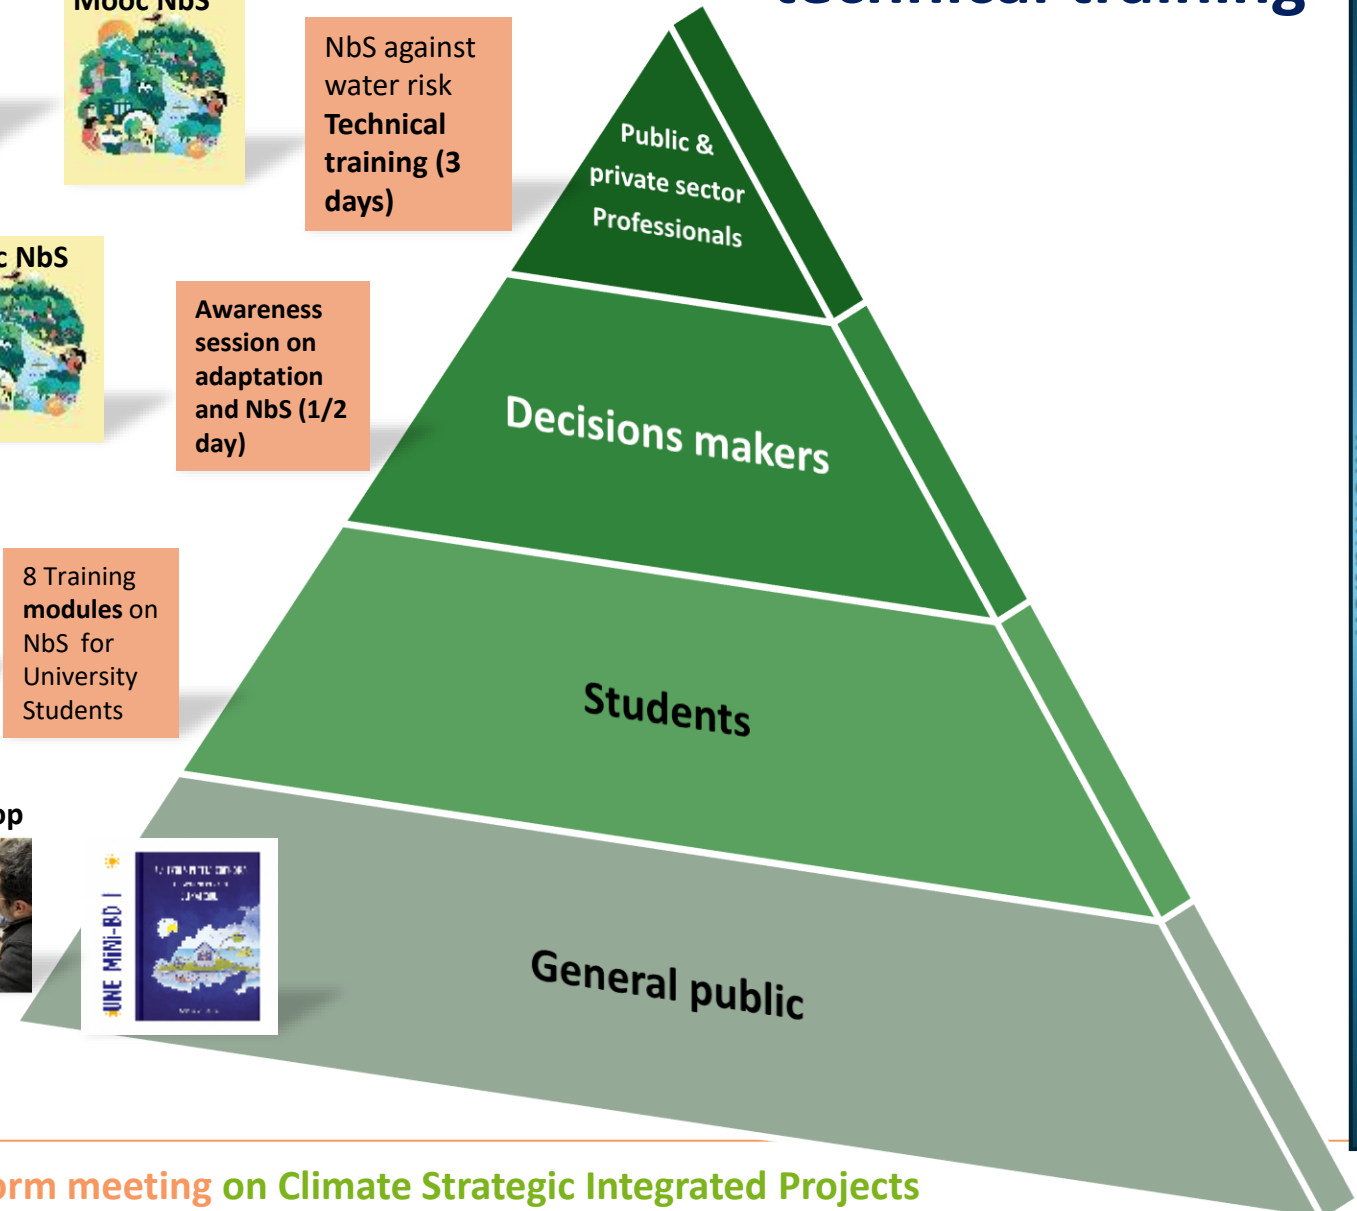 technical training
Mooc NbS
NbS against
water risk
Technical
training (3
days)
Public &
private sector
Professionals
c NbS
Awareness
session on
adaptation
and NbS (1/2
day)
Decisions makers
8 Training
modules on
NbS for
University
Students
Students
op
UNE MiNi-BD !
General public
orm meeting on Climate Strategic Integrated Projects